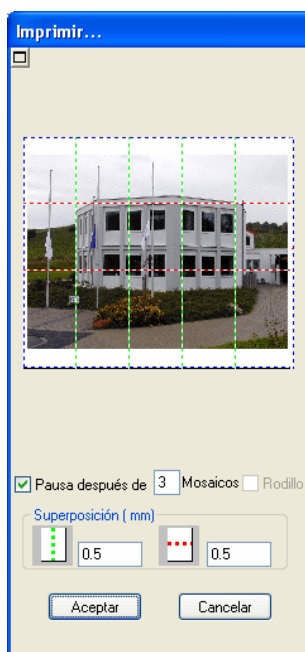 Imprimir...
Pausa después de 3 Mosaicos Rodillo
Superposición ( mm)
0.5 0.5
Aceptar Cancelar